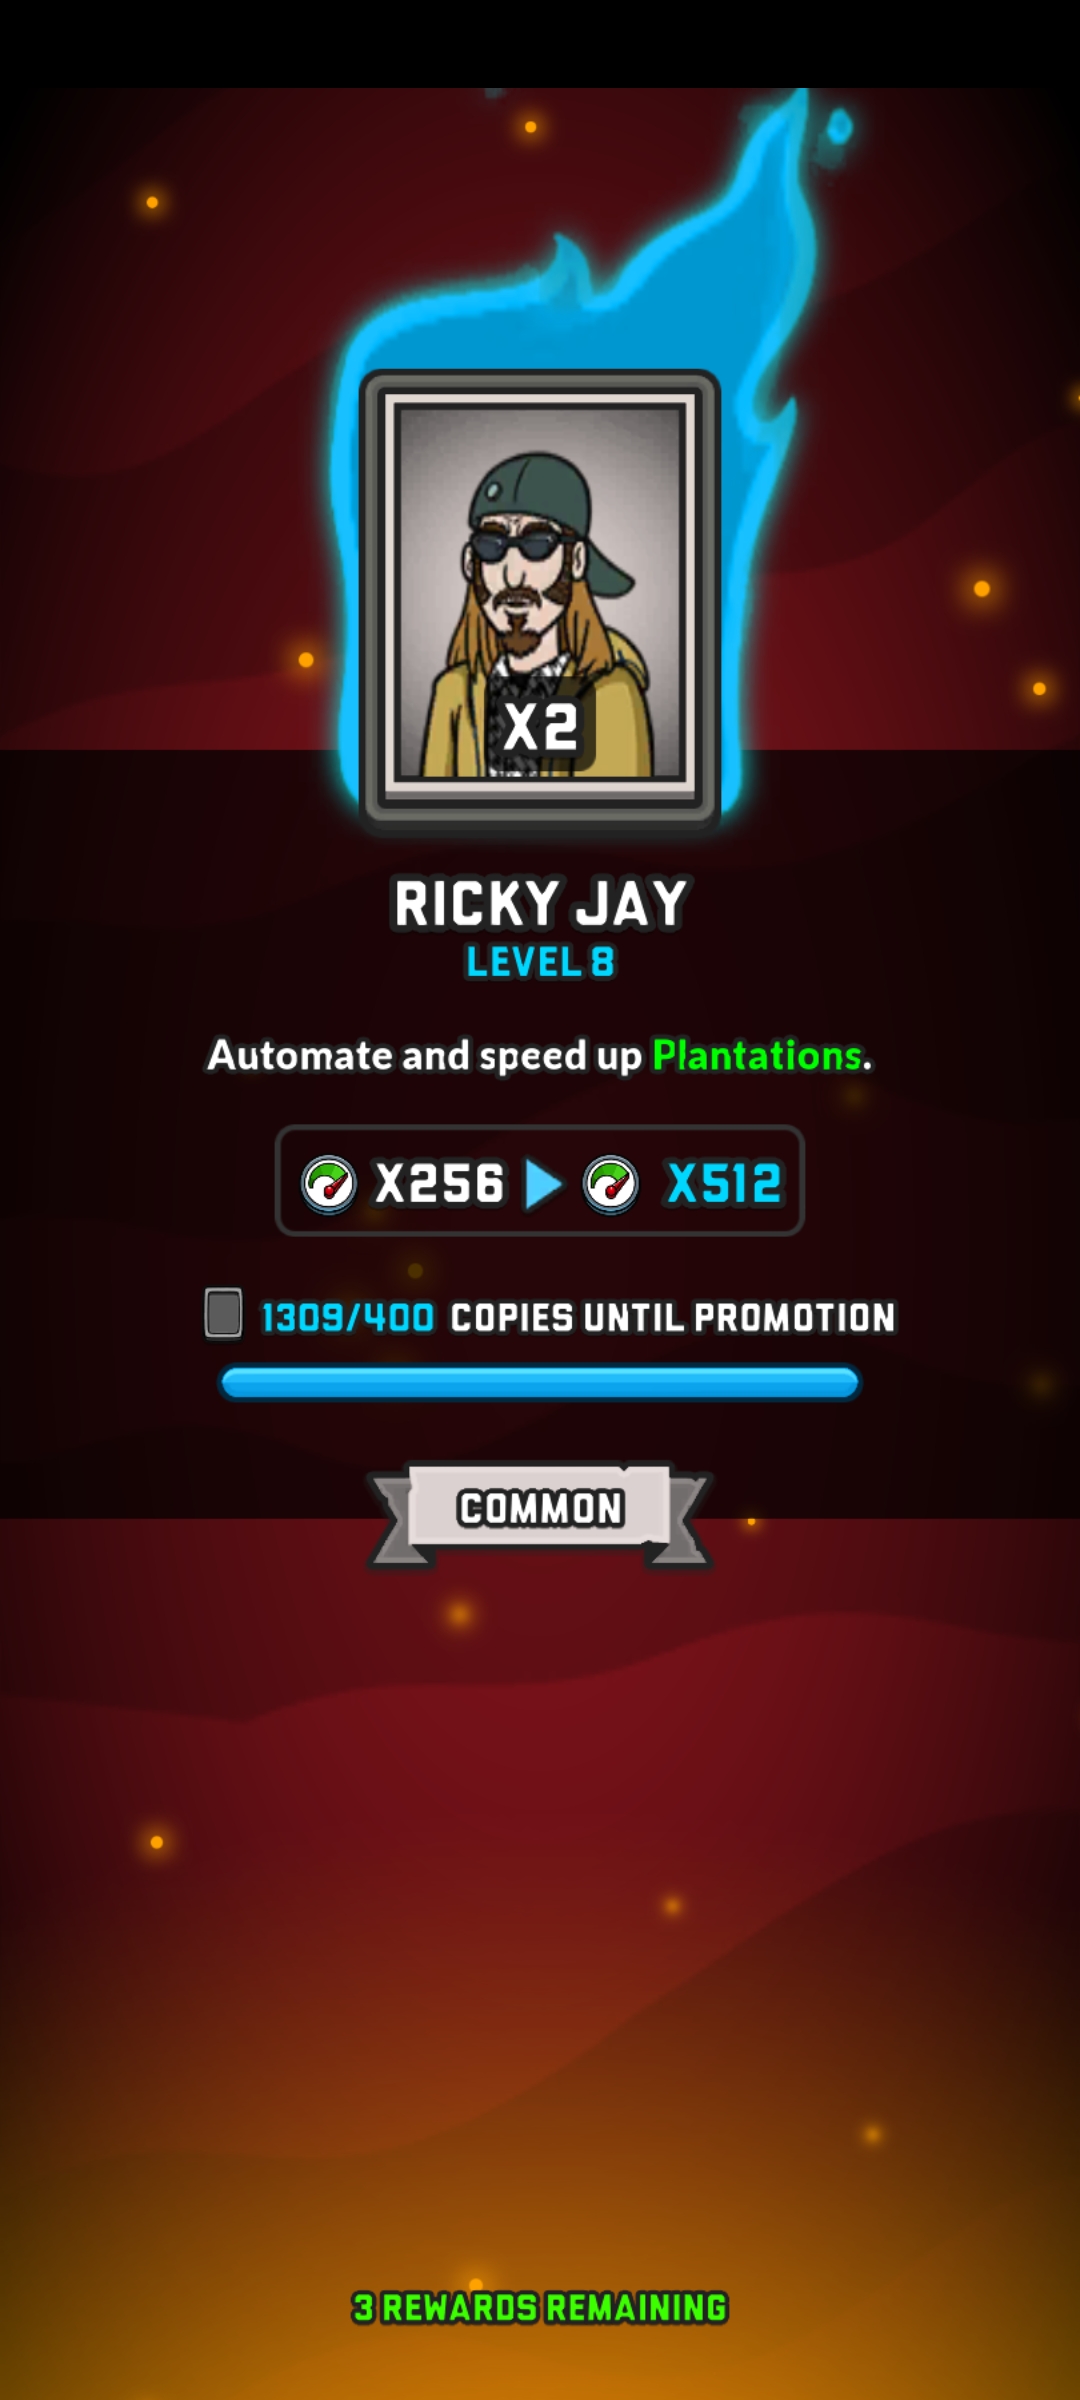 X2
RICKY JAY
LEVEL 8
Automate and speed up Plantations.
X256 X512
1309/400 COPIES UNTIL PROMOTION
COMMON
3 REWARDS REMAINING